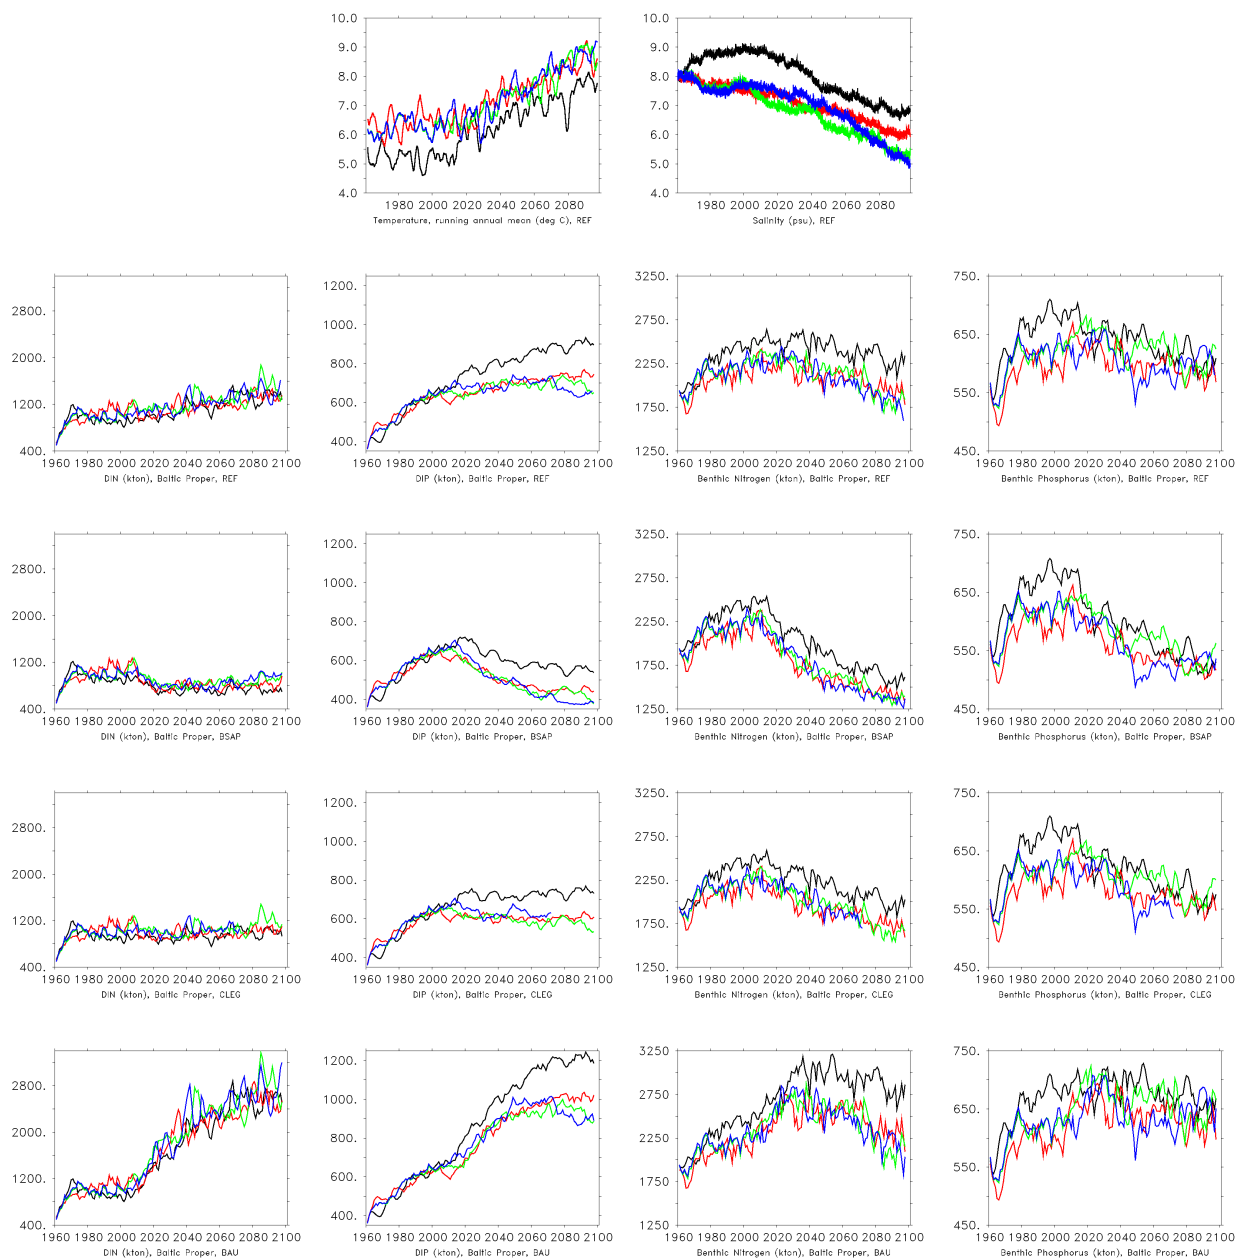 10.0
9.0
8.0
7.0
6.0
5.0
4.0
1980 2000 2020 2040 2060 2080
Temperature, running annual mean (deg C), REF
10.0
9.0
8.0
7.0
6.0
5.0
4.0
1980 2000 2020 2040 2060 2080
Salinity (psu), REF
2800.
2000.
1200.
400.
1960 1980 2000 2020 2040 2060 2080 2100
DIN (kton), Baltic Proper, REF
1200.
1000.
800.
600.
400.
1960 1980 2000 2020 2040 2060 2080 2100
DIP (kton), Baltic Proper, REF
3250.
2750.
2250.
1750.
1250.
1960 1980 2000 2020 2040 2060 2080 2100
Benthic Nitrogen (kton), Baltic Proper, REF
750.
650.
550.
450.
1960 1980 2000 2020 2040 2060 2080 2100
Benthic Phosphorus (kton), Baltic Proper, REF
2800.
2000.
1200.
400.
1960 1980 2000 2020 2040 2060 2080 2100
DIN (kton), Baltic Proper, BSAP
1200.
1000.
800.
600.
400.
1960 1980 2000 2020 2040 2060 2080 2100
DIP (kton), Baltic Proper, BSAP
3250.
2750.
2250.
1750.
1250.
1960 1980 2000 2020 2040 2060 2080 2100
Benthic Nitrogen (kton), Baltic Proper, BSAP
750.
650.
550.
450.
1960 1980 2000 2020 2040 2060 2080 2100
Benthic Phosphorus (kton), Baltic Proper, BSAP
2800.
2000.
1200.
400.
1960 1980 2000 2020 2040 2060 2080 2100
DIN (kton), Baltic Proper, CLEG
1200.
1000.
800.
600.
400.
1960 1980 2000 2020 2040 2060 2080 2100
DIP (kton), Baltic Proper, CLEG
3250.
2750.
2250.
1750.
1250.
1960 1980 2000 2020 2040 2060 2080 2100
Benthic Nitrogen (kton), Baltic Proper, CLEG
750.
650.
550.
450.
1960 1980 2000 2020 2040 2060 2080 2100
Benthic Phosphorus (kton), Baltic Proper, CLEG
2800.
2000.
1200.
400.
1960 1980 2000 2020 2040 2060 2080 2100
DIN (kton), Baltic Proper, BAU
1200.
1000.
800.
600.
400.
1960 1980 2000 2020 2040 2060 2080 2100
DIP (kton), Baltic Proper, BAU
3250.
2750.
2250.
1750.
1250.
1960 1980 2000 2020 2040 2060 2080 2100
Benthic Nitrogen (kton), Baltic Proper, BAU
750.
650.
550.
450.
1960 1980 2000 2020 2040 2060 2080 2100
Benthic Phosphorus (kton), Baltic Proper, BAU